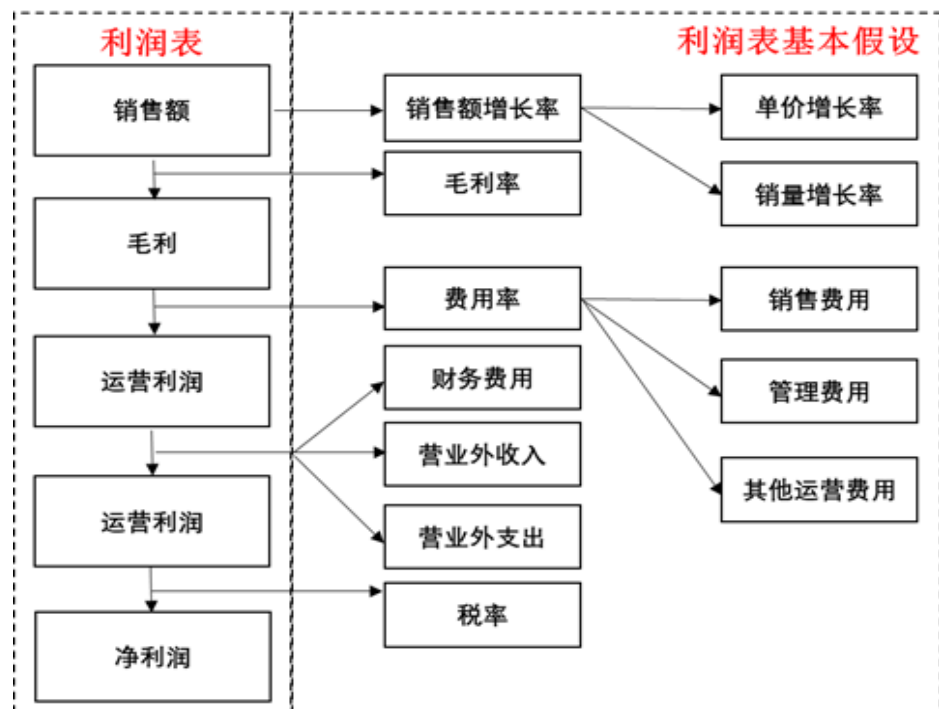 利润表
利润表基本假设
销售额
销售额增长率
单价增长率
毛利率
销量增长率
毛利
费用率
销售费用
运营利润
财务费用
管理费用
营业外收入
其他运营费用
运营利润
营业外支出
税率
净利润